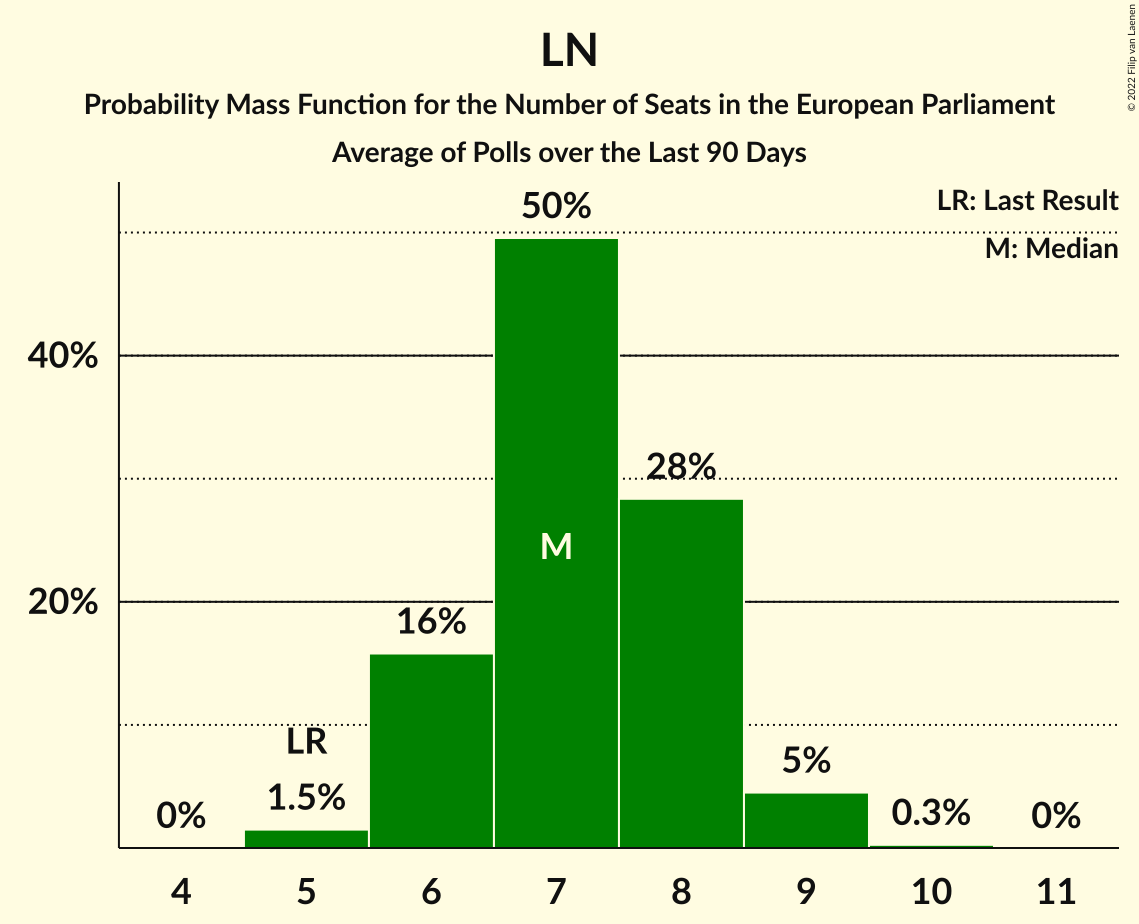 LN
Probability Mass Function for the Number of Seats in the European Parliament
Average of Polls over the Last 90 Days
© 2022 Filip van Laenen
LR: Last Result
M: Median
50%
40%
28%
M
20%
16%
LR
1.5%
0%
5%
0.3%
0%
4 5 6 7 8 9 10 11